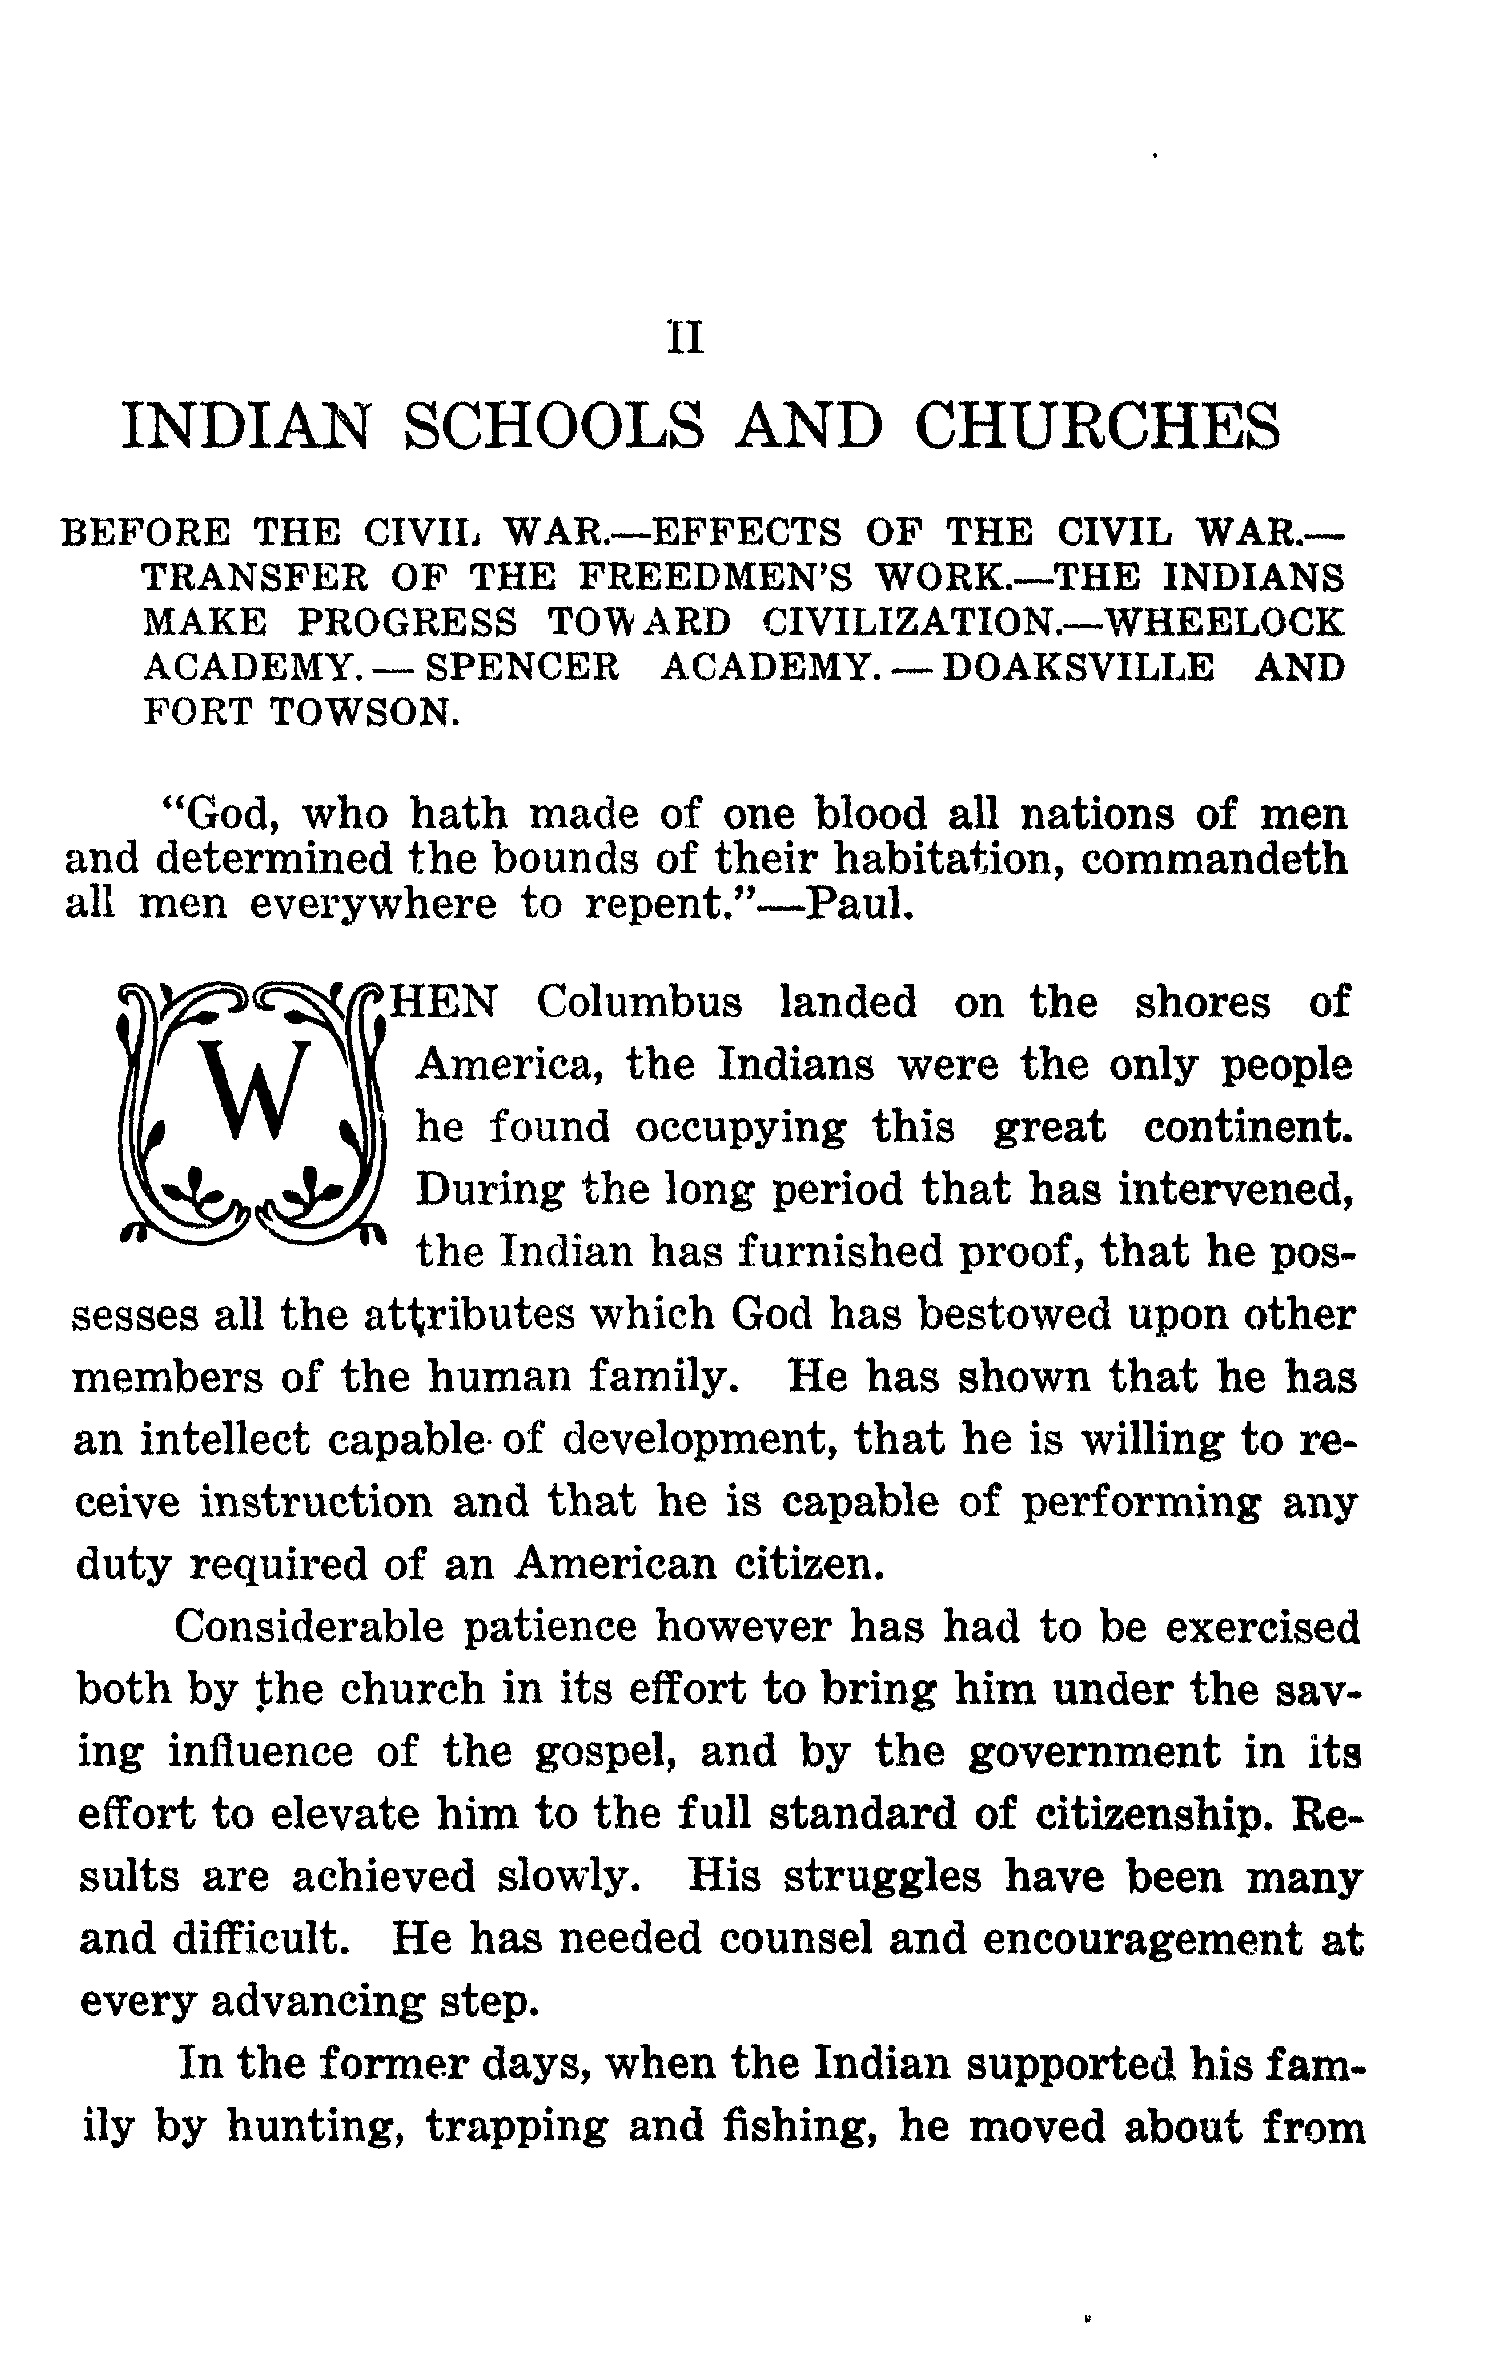 II
INDIAN SCHOOLS AND CHURCHES
BEFORE THE CIVIL WAR.—EFFECTS OF THE CIVIL WAR.—
TRANSFER OF THE FREEDMEN'S WORK.—THE INDIANS
MAKE PROGRESS TOWARD CIVILIZATION.—WHEELOCK
ACADEMY.—SPENCER ACADEMY.—DOAKSVILLE AND
FORT TOWSON.
"God, who hath made of one blood all nations of men
and determined the bounds of their habitation, commandeth
all men everywhere to repent."—Paul.
WHEN Columbus landed on the shores of
America, the Indians were the only people
he found occupying this great continent.
During the long period that has intervened,
the Indian has furnished proof, that he pos-
sesses all the attributes which God has bestowed upon other
members of the human family. He has shown that he has
an intellect capable of development, that he is willing to re-
ceive instruction and that he is capable of performing any
duty required of an American citizen.
Considerable patience however has had to be exercised
both by the church in its effort to bring him under the sav-
ing influence of the gospel, and by the government in its
effort to elevate him to the full standard of citizenship. Re-
sults are achieved slowly. His struggles have been many
and difficult. He has needed counsel and encouragement at
every advancing step.
In the former days, when the Indian supported his fam-
ily by hunting, trapping and fishing, he moved about from